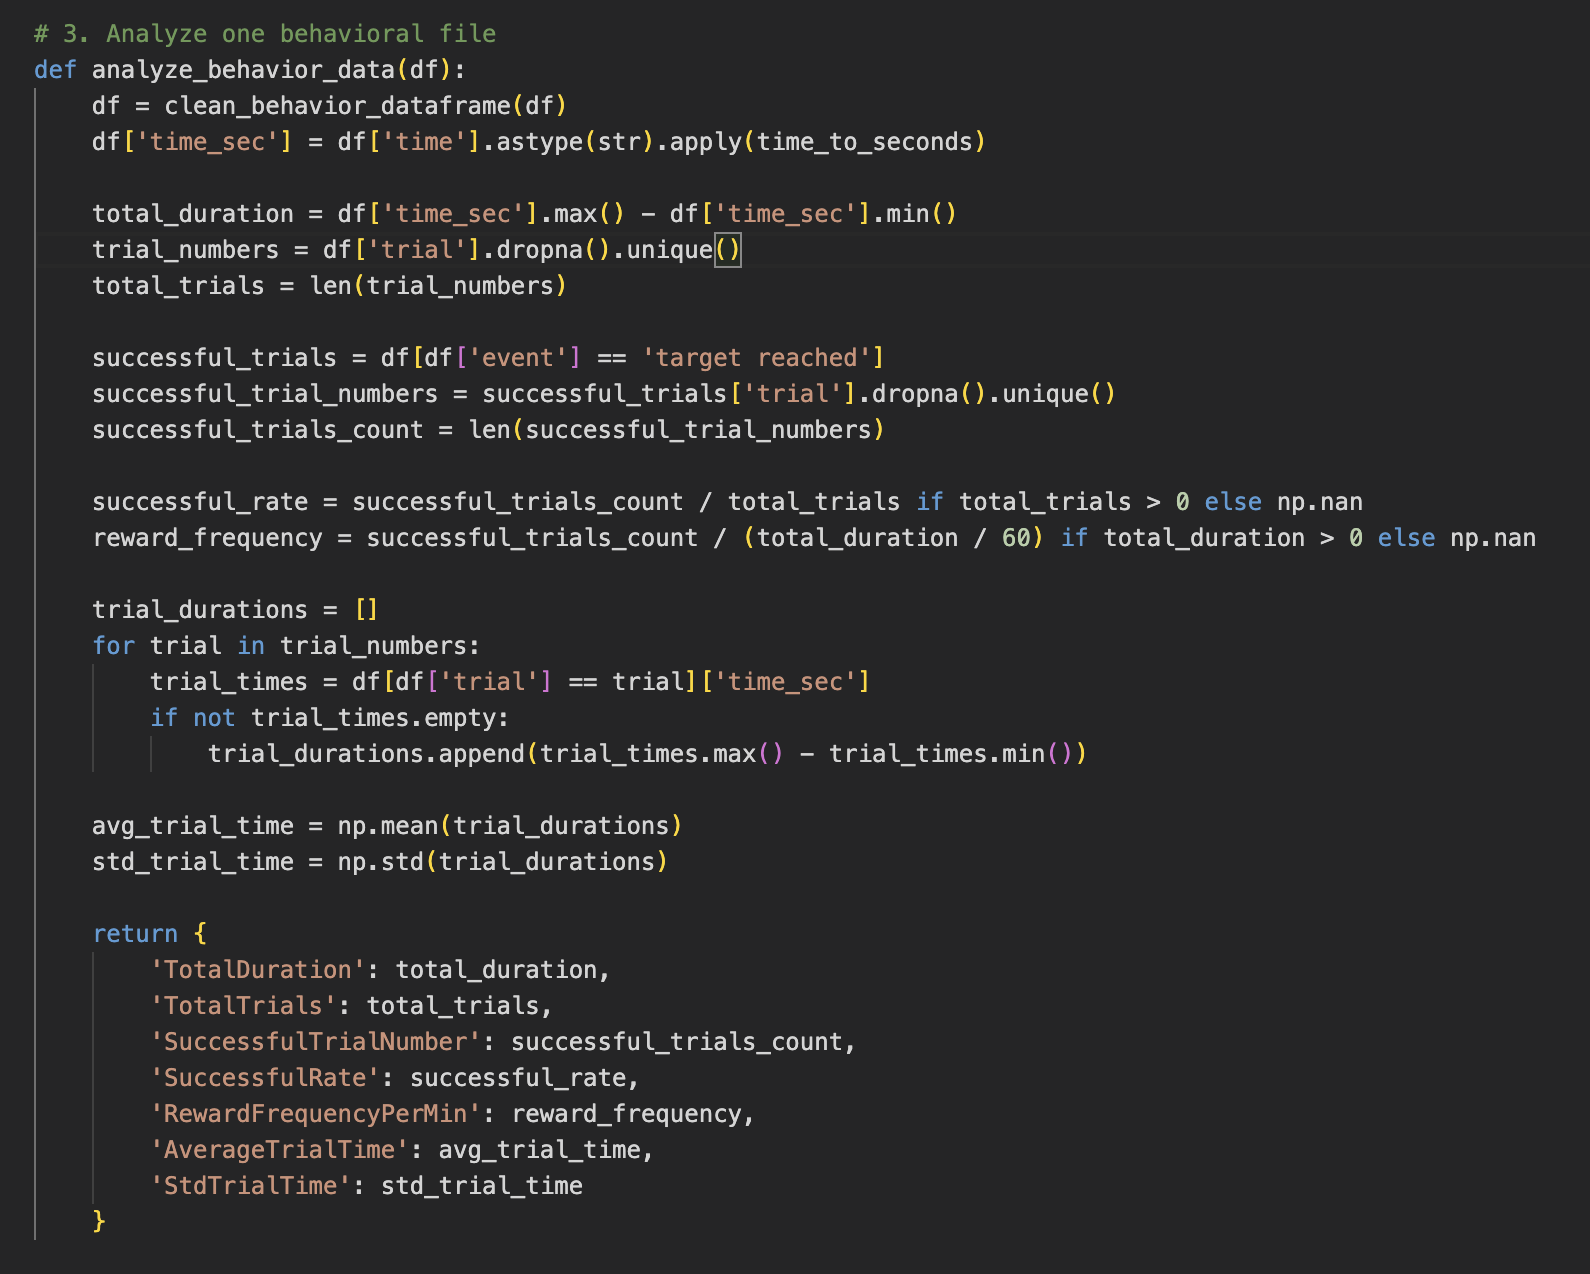 # 3. Analyze one behavioral file
def analyze_behavior_data(df):
    df = clean_behavior_dataframe(df)
    df['time_sec'] = df['time'].astype(str).apply(time_to_seconds)

    total_duration = df['time_sec'].max() - df['time_sec'].min()
    trial_numbers = df['trial'].dropna().unique()
    total_trials = len(trial_numbers)

    successful_trials = df[df['event'] == 'target reached']
    successful_trial_numbers = successful_trials['trial'].dropna().unique()
    successful_trials_count = len(successful_trial_numbers)

    successful_rate = successful_trials_count / total_trials if total_trials > 0 else np.nan
    reward_frequency = successful_trials_count / (total_duration / 60) if total_duration > 0 else np.nan

    trial_durations = []
    for trial in trial_numbers:
        trial_times = df[df['trial'] == trial]['time_sec']
        if not trial_times.empty:
            trial_durations.append(trial_times.max() - trial_times.min())

    avg_trial_time = np.mean(trial_durations)
    std_trial_time = np.std(trial_durations)

    return {
        'TotalDuration': total_duration,
        'TotalTrials': total_trials,
        'SuccessfulTrialNumber': successful_trials_count,
        'SuccessfulRate': successful_rate,
        'RewardFrequencyPerMin': reward_frequency,
        'AverageTrialTime': avg_trial_time,
        'StdTrialTime': std_trial_time
    }